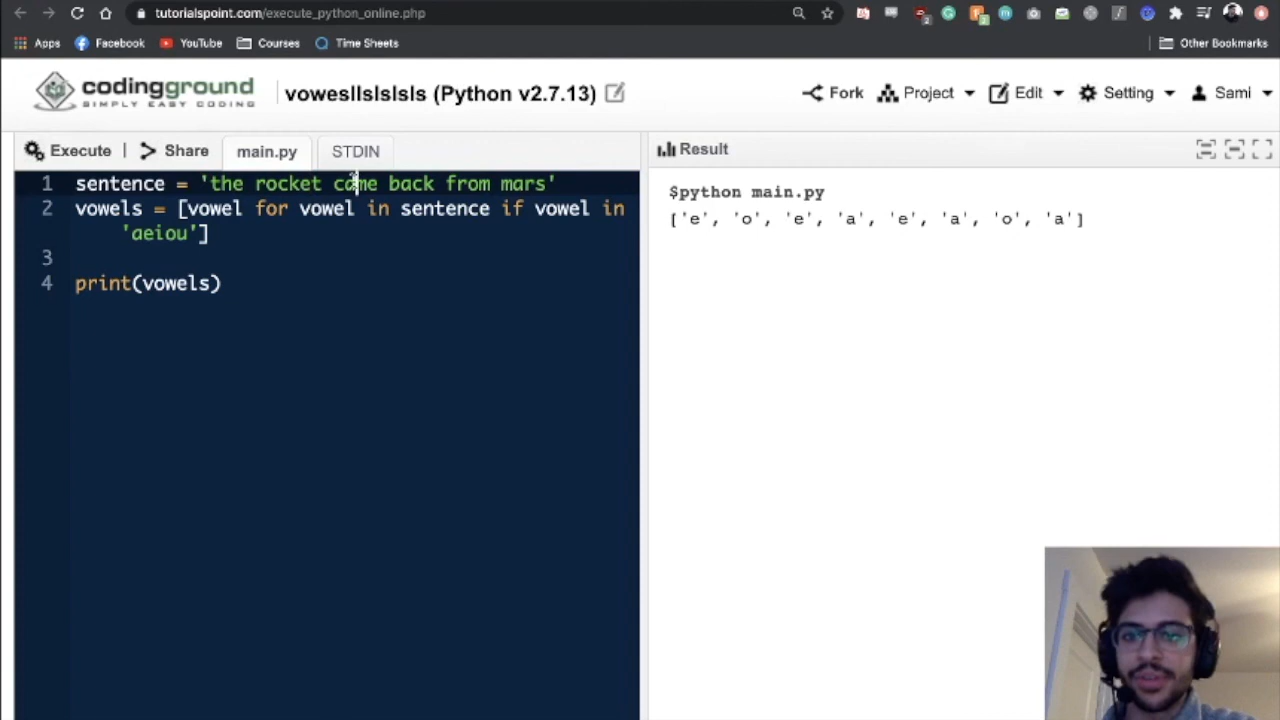 tutorialspoint.com/execute_python_online.php
Apps Facebook YouTube Courses Time Sheets Other Bookmarks
codingground
SIMPLY EASY CODING
vowesllslslsls (Python v2.7.13)
Fork Project Edit Setting Sami
Execute | Share main.py STDIN
Result
1 sentence = 'the rocket came back from mars'
2 vowels = [vowel for vowel in sentence if vowel in
'aeiou']
3
4 print(vowels)
$python main.py
['e', 'o', 'e', 'a', 'e', 'a', 'o', 'a']